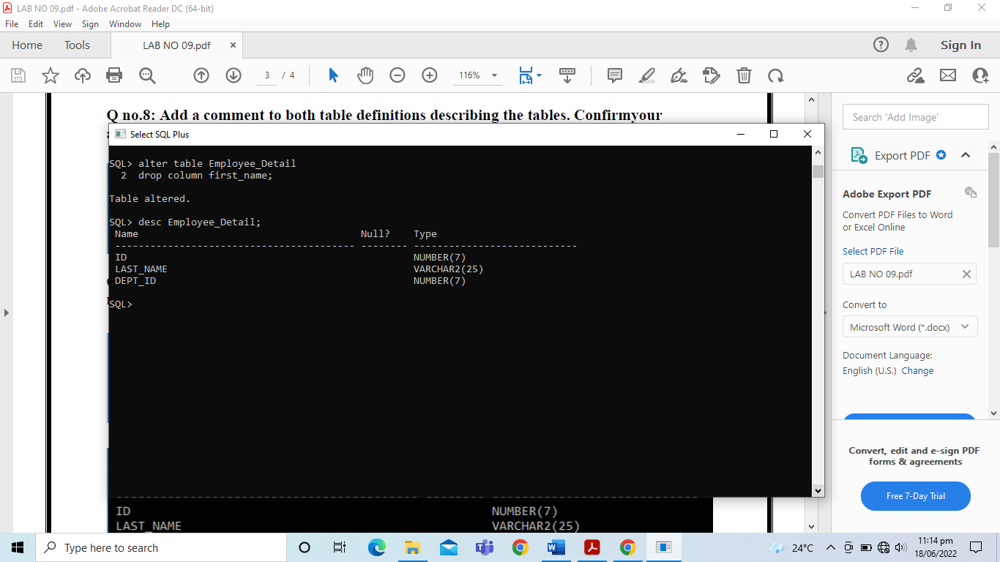 LAB NO 09.pdf - Adobe Acrobat Reader DC (64-bit)
File Edit View Sign Window Help
Home Tools LAB NO 09.pdf × Sign In
3 / 4 116%
Q no.8: Add a comment to both table definitions describing the tables. Confirmyour
Select SQL Plus
SQL> alter table Employee_Detail
2 drop column first_name;
Table altered.
SQL> desc Employee_Detail;
Name Null? Type
----------------------------------------- -------- ----------------------------
ID NUMBER(7)
LAST_NAME VARCHAR2(25)
DEPT_ID NUMBER(7)
SQL>
ID NUMBER(7)
LAST_NAME VARCHAR2(25)
Search 'Add Image'
Export PDF
Adobe Export PDF
Convert PDF Files to Word
or Excel Online
Select PDF File
LAB NO 09.pdf
Convert to
Microsoft Word (*.docx)
Document Language:
English (U.S.) Change
Convert, edit and e-sign PDF
forms & agreements
Free 7-Day Trial
Type here to search
24°C
11:14 pm
18/06/2022